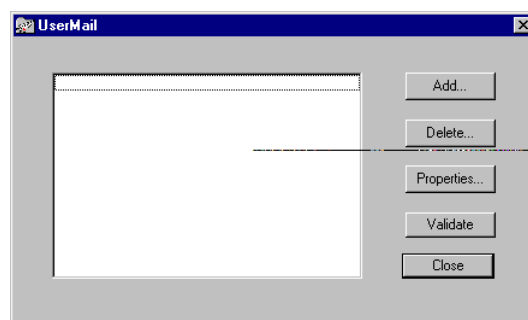 UserMail
Add...
Delete...
Properties...
Validate
Close